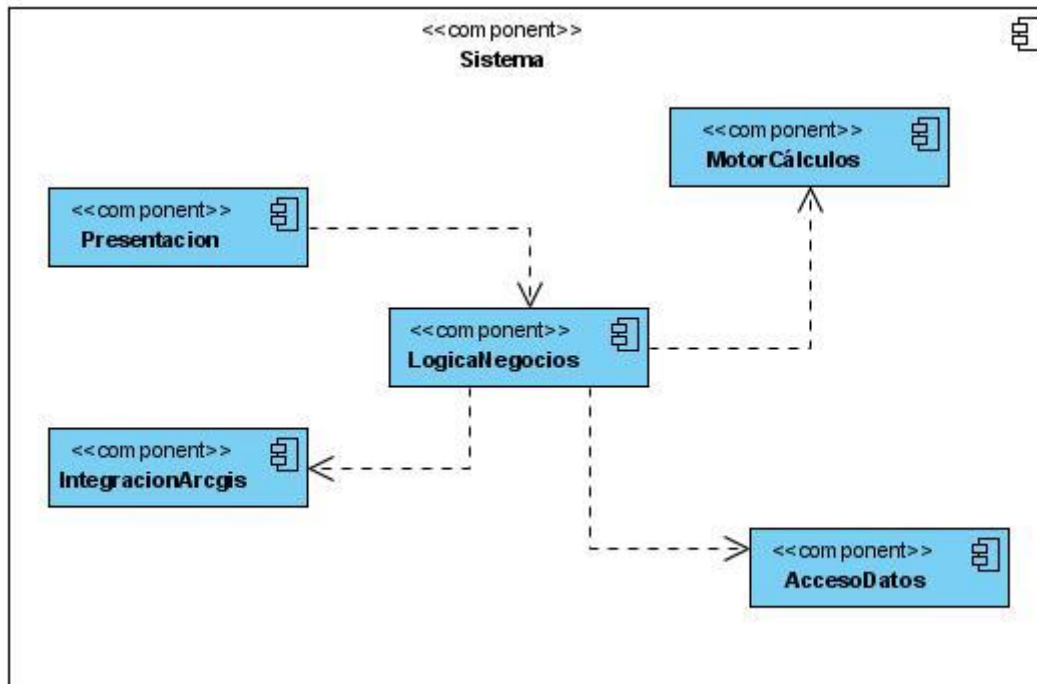 <<component>>
Sistema
<<component>>
MotorCálculos
<<component>>
Presentacion
<<component>>
LogicaNegocios
<<component>>
IntegracionArcgis
<<component>>
AccesoDatos